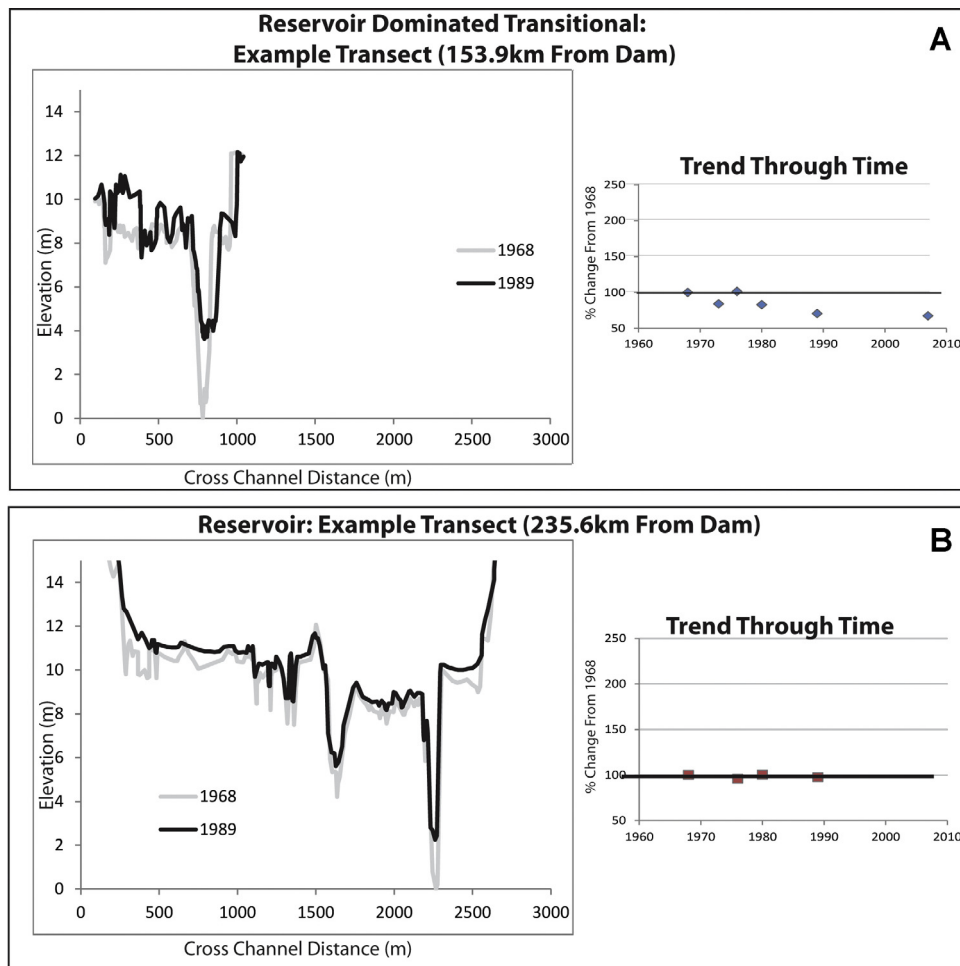 Reservoir Dominated Transitional:
Example Transect (153.9km From Dam)
A
14
12
10
8
6
4
2
0
Elevation (m)
0 500 1000 1500 2000 2500 3000
Cross Channel Distance (m)
1968
1989
Trend Through Time
% Change From 1968
250
200
150
100
50
1960 1970 1980 1990 2000 2010
Reservoir: Example Transect (235.6km From Dam)
B
14
12
10
8
6
4
2
0
Elevation (m)
0 500 1000 1500 2000 2500 3000
Cross Channel Distance (m)
1968
1989
Trend Through Time
% Change From 1968
250
200
150
100
50
1960 1970 1980 1990 2000 2010